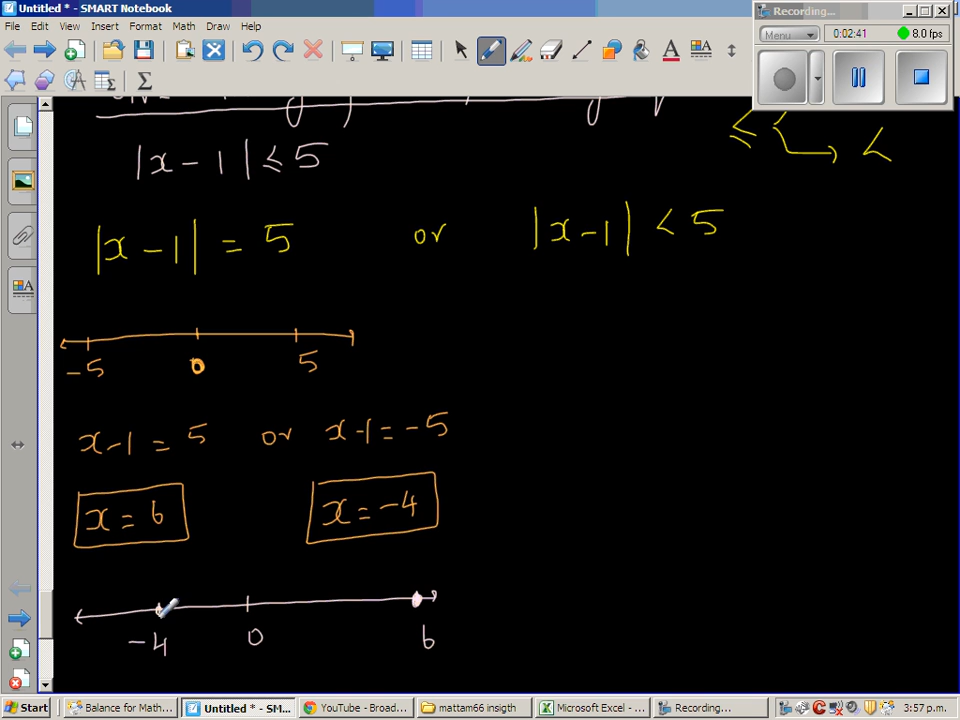 Untitled * - SMART Notebook
Recording...
File Edit View Insert Format Tools Math Draw Help
Menu 0:02:41 8.0 fps
|x - 1| ≤ 5
≤ < 
|x - 1| = 5 or |x - 1| < 5
-5 0 5
x - 1 = 5 or x - 1 = - 5
x = 6 x = - 4
-4 0 6
Start Balance for Math... Untitled * - SM... YouTube - Broad... mattam66 insigth Microsoft Excel - ... Recording... 3:57 p.m.